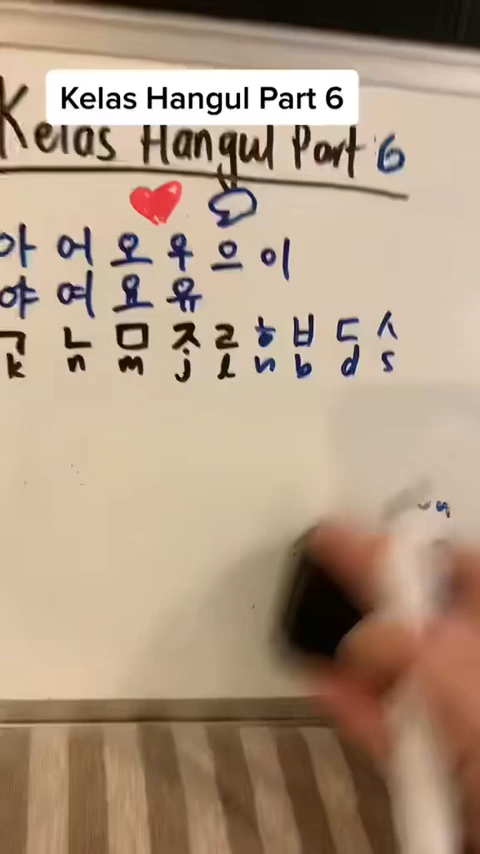 Kelas Hangul Part 6
Kelas Hangul Part 6
아 어 오 우 으 이
야 여 요 유
ㄱ ㄴ ㅁ ㅈ ㄹ ㅎ ㅂ ㄷ ㅅ
k n m j l h b d s